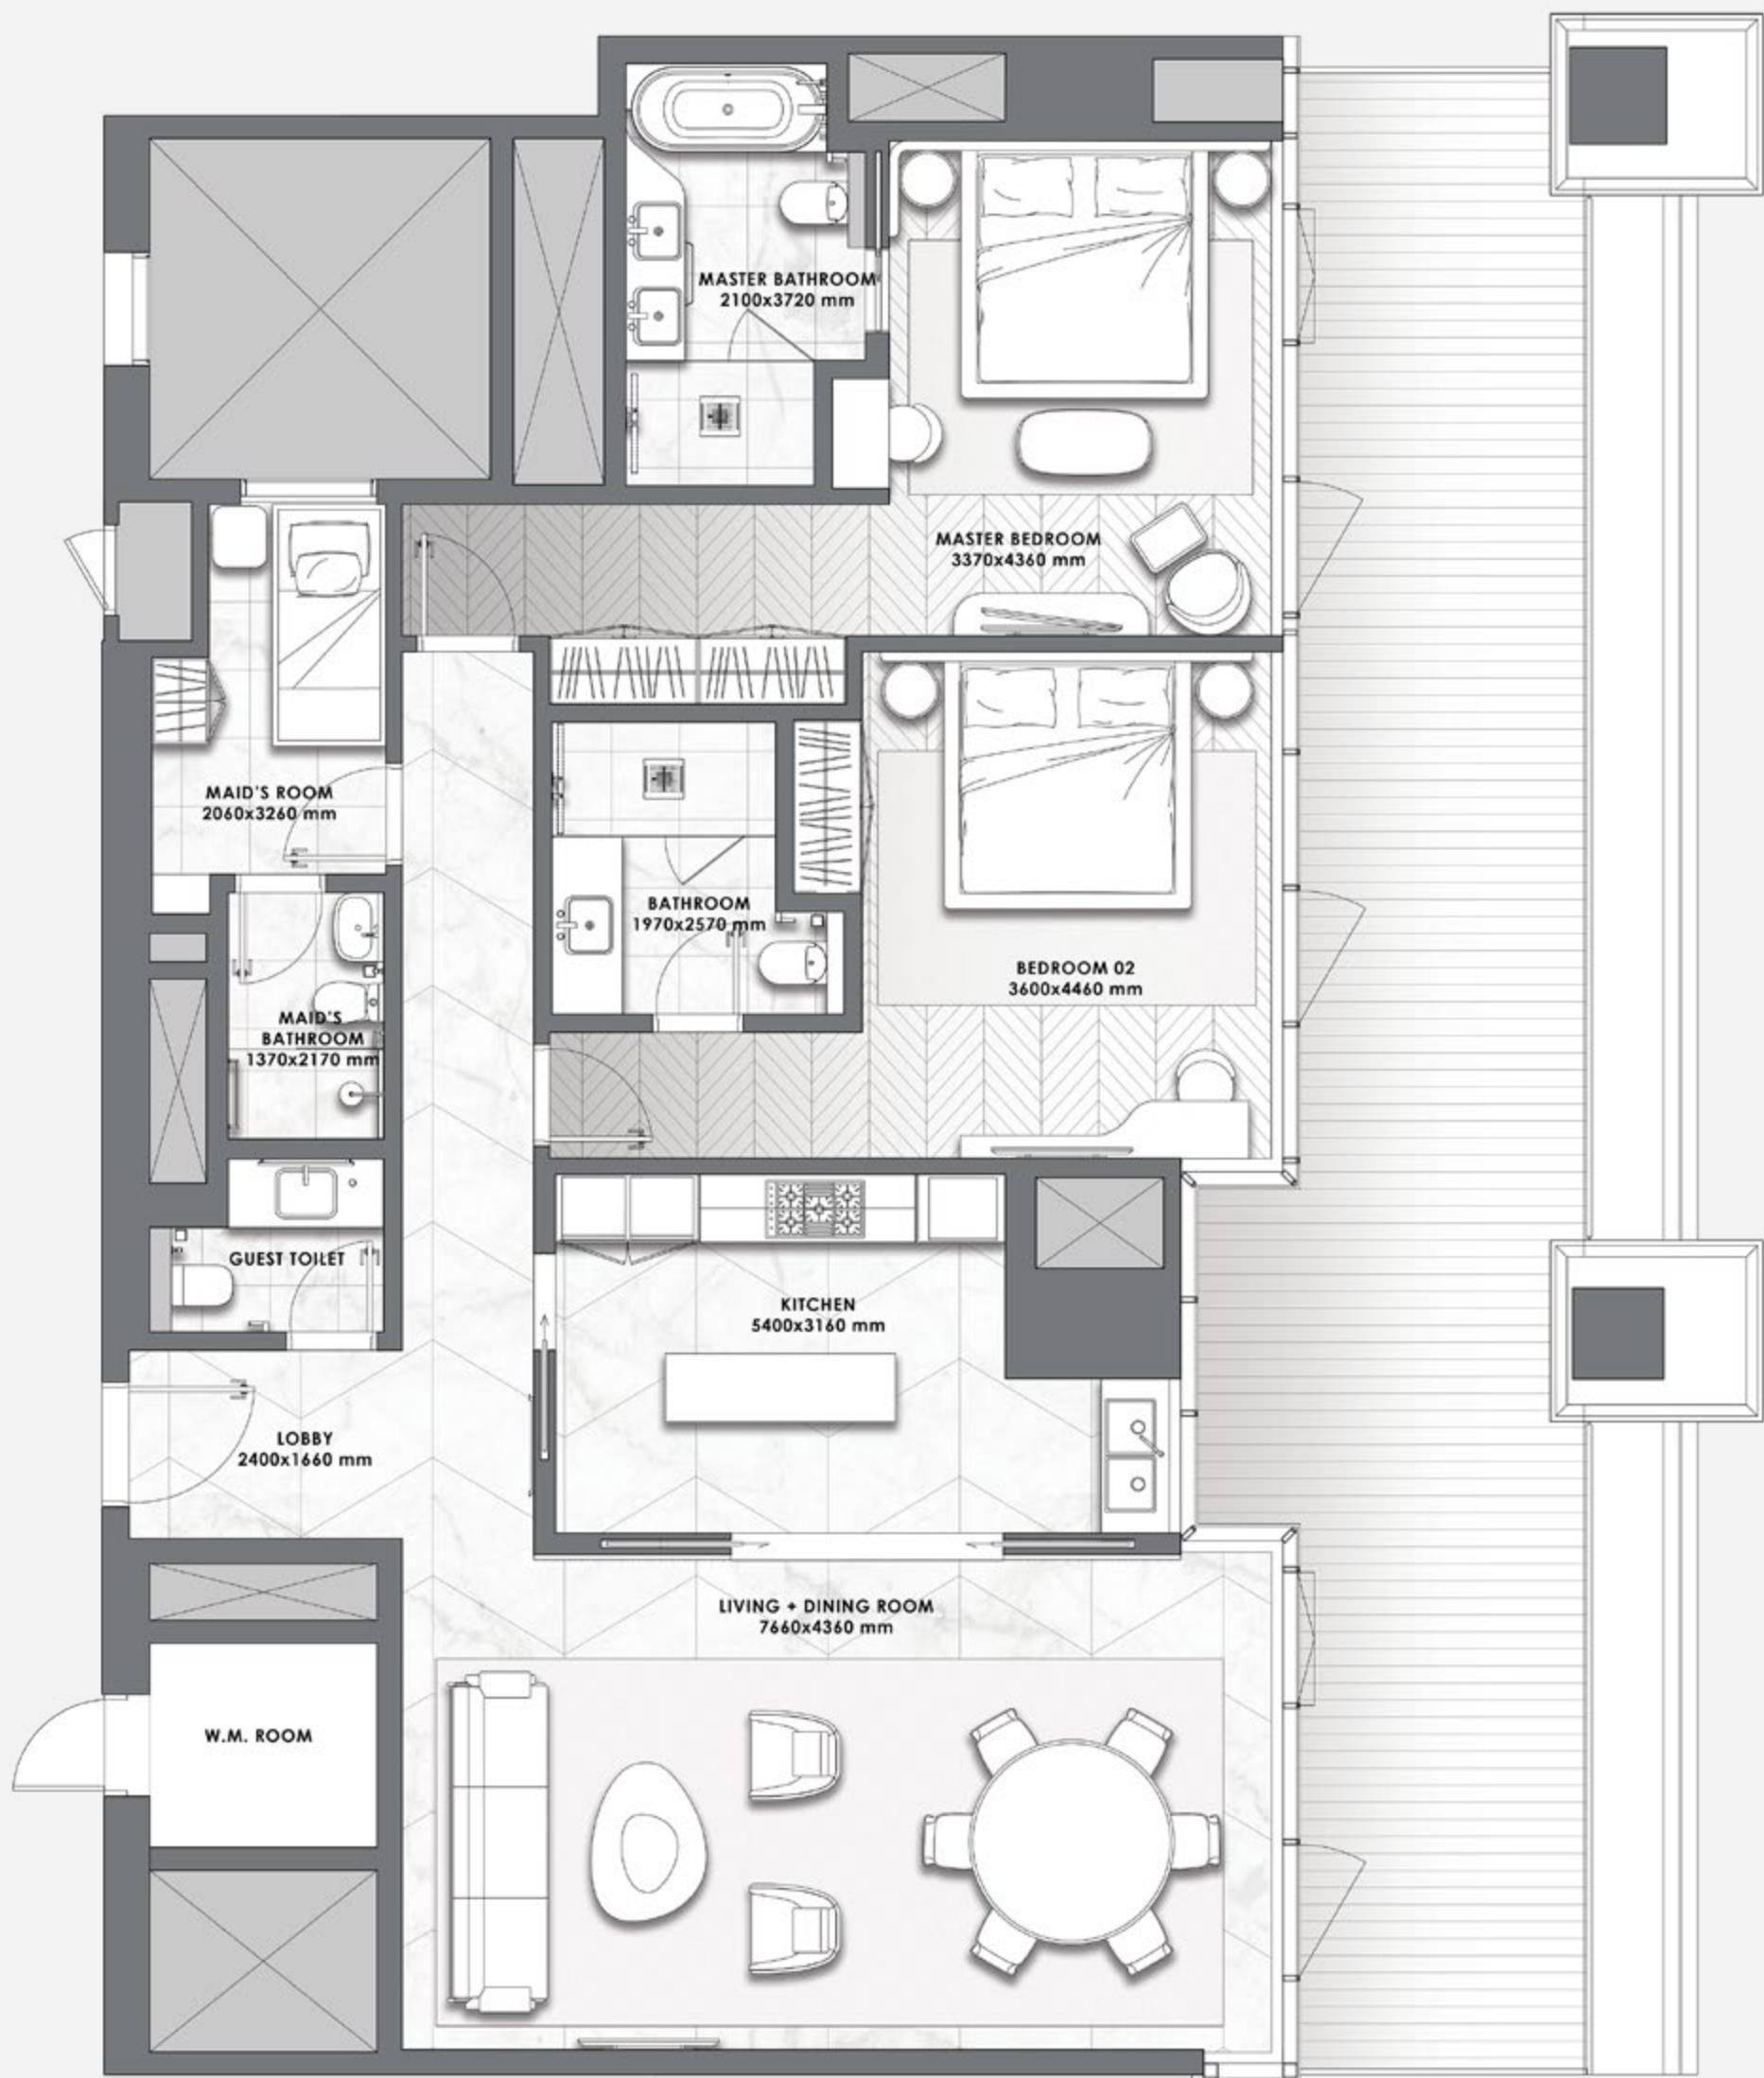 MASTER BATHROOM
2100x3720 mm
MASTER BEDROOM
3370x4360 mm
MAID'S ROOM
2060x3260 mm
BATHROOM
1970x2570 mm
BEDROOM 02
3600x4460 mm
MAID'S
BATHROOM
1370x2170 mm
GUEST TOILET
KITCHEN
5400x3160 mm
LOBBY
2400x1660 mm
LIVING + DINING ROOM
7660x4360 mm
W.M. ROOM